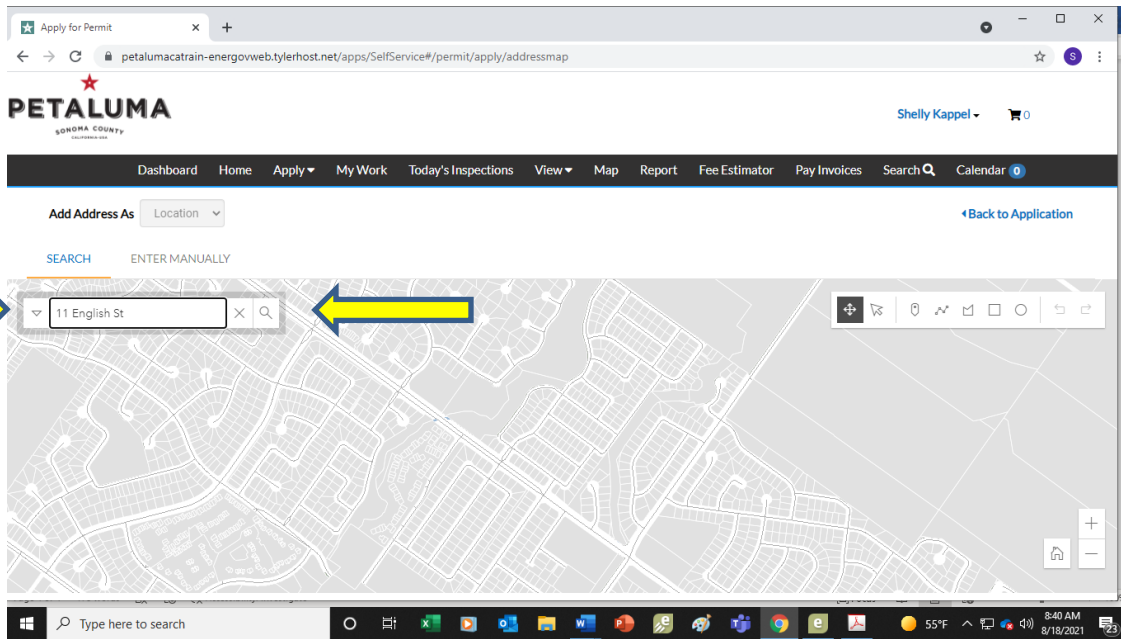 Apply for Permit
petalumacatrain-energovweb.tylerhost.net/apps/SelfService#/permit/apply/addressmap
S
PETALUMA
SONOMA COUNTY
CALIFORNIA·USA
Shelly Kappel
0
Dashboard Home Apply My Work Today's Inspections View Map Report Fee Estimator Pay Invoices Search Calendar 0
Add Address As Location
Back to Application
SEARCH ENTER MANUALLY
11 English St
Type here to search
55°F
8:40 AM
8/18/2021
23